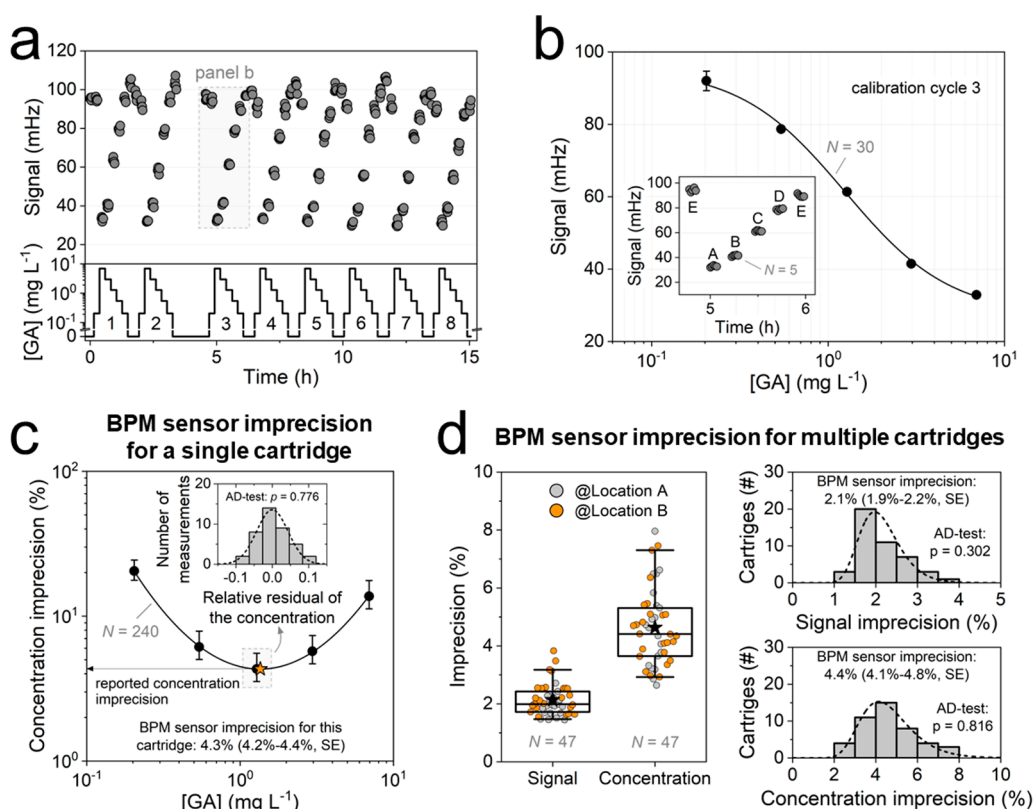 a
120
100
80
60
40
20
Signal (mHz)
panel b
10¹
10⁰
10⁻¹
0
[GA] (mg L⁻¹)
1 2 3 4 5 6 7 8
0 5 10 15
Time (h)
b
100
80
60
40
20
Signal (mHz)
calibration cycle 3
N = 30
100
80
60
40
20
Signal (mHz)
E
A
B
C
D
E
N = 5
5 6
Time (h)
10⁻¹ 10⁰ 10¹
[GA] (mg L⁻¹)
c
BPM sensor imprecision
for a single cartridge
10²
10¹
10⁰
Concentration imprecision (%)
20
10
0
Number of
measurements
AD-test: p = 0.776
-0.1 0.0 0.1
Relative residual of
the concentration
N = 240
reported concentration
imprecision
BPM sensor imprecision for this
cartridge: 4.3% (4.2%-4.4%, SE)
10⁻¹ 10⁰ 10¹
[GA] (mg L⁻¹)
d
BPM sensor imprecision for multiple cartridges
10
8
6
4
2
0
Imprecision (%)
@Location A
@Location B
N = 47
N = 47
Signal Concentration
30
20
10
0
Cartriges (#)
BPM sensor imprecision:
2.1% (1.9%-2.2%, SE)
AD-test:
p = 0.302
0 1 2 3 4 5
Signal imprecision (%)
30
20
10
0
Cartriges (#)
BPM sensor imprecision:
4.4% (4.1%-4.8%, SE)
AD-test:
p = 0.816
0 2 4 6 8 10
Concentration imprecision (%)